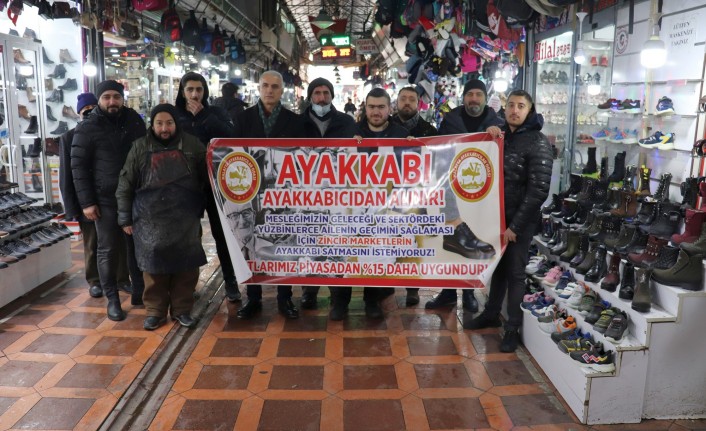 AYAKKABI
AYAKKABICIDAN ALINIR!
MESLEĞİMİZİN GELECEĞİ VE SEKTÖRDEKİ
YÜZBİNLERCE AİLENİN GEÇİMİNİ SAĞLAMASI
İÇİN ZİNCİR MARKETLERİN
AYAKKABI SATMASINI İSTEMİYORUZ!
TLARIMIZ PİYASADAN %15 DAHA UYGUNDUR!